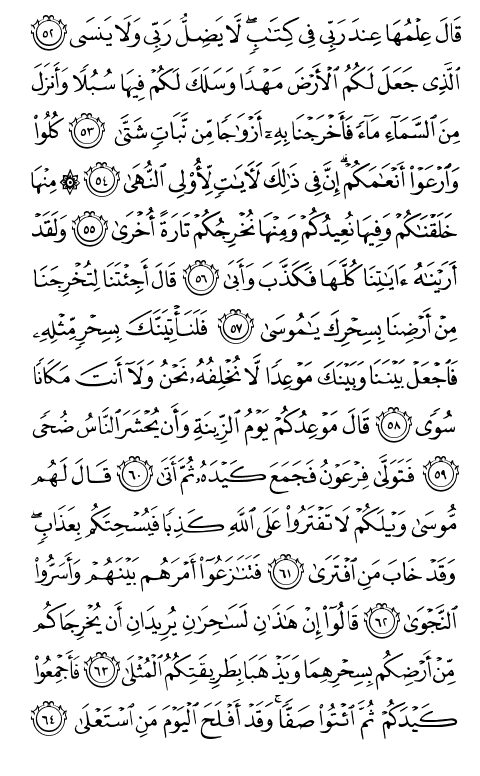 قَالَ عِلْمُهَا عِندَ رَبِّي فِي كِتَٰبٖۖ لَّا يَضِلُّ رَبِّي وَلَا يَنسَى ٥٢
ٱلَّذِي جَعَلَ لَكُمُ ٱلْأَرْضَ مَهْدٗا وَسَلَكَ لَكُمْ فِيهَا سُبُلٗا وَأَنزَلَ
مِنَ ٱلسَّمَآءِ مَآءٗ فَأَخْرَجْنَا بِهِۦٓ أَزْوَٰجٗا مِّن نَّبَاتٖ شَتَّىٰ ٥٣ كُلُوا۟
وَٱرْعَوْا۟ أَنْعَٰمَكُمْۗ إِنَّ فِي ذَٰلِكَ لَأٓيَٰتٖ لِّأُو۟لِي ٱلنُّهَىٰ ٥٤ ۞ مِنْهَا
خَلَقْنَٰكُمْ وَفِيهَا نُعِيدُكُمْ وَمِنْهَا نُخْرِجُكُمْ تَارَةً أُخْرَىٰ ٥٥ وَلَقَدْ
أَرَيْنَٰهُ ءَايَٰتِنَا كُلَّهَا فَكَذَّبَ وَأَبَىٰ ٥٦ قَالَ أَجِئْتَنَا لِتُخْرِجَنَا
مِنْ أَرْضِنَا بِسِحْرِكَ يَٰمُوسَىٰ ٥٧ فَلَنَأْتِيَنَّكَ بِسِحْرٖ مِّثْلِهِۦ
فَٱجْعَلْ بَيْنَنَا وَبَيْنَكَ مَوْعِدٗا لَّا نُخْلِفُهُۥ نَحْنُ وَلَآ أَنتَ مَكَانٗا
سُوٗى ٥٨ قَالَ مَوْعِدُكُمْ يَوْمُ ٱلزِّينَةِ وَأَن يُحْشَرَ ٱلنَّاسُ ضُحٗى
٥٩ فَتَوَلَّىٰ فِرْعَوْنُ فَجَمَعَ كَيْدَهُۥ ثُمَّ أَتَىٰ ٦٠ قَالَ لَهُم
مُّوسَىٰ وَيْلَكُمْ لَا تَفْتَرُوا۟ عَلَى ٱللَّهِ كَذِبٗا فَيُسْحِتَكُم بِعَذَابٖۖ
وَقَدْ خَابَ مَنِ ٱفْتَرَىٰ ٦١ فَتَنَٰزَعُوٓا۟ أَمْرَهُم بَيْنَهُمْ وَأَسَرُّوا۟
ٱلنَّجْوَىٰ ٦٢ قَالُوٓا۟ إِنْ هَٰذَٰنِ لَسَٰحِرَٰنِ يُرِيدَانِ أَن يُخْرِجَاكُم
مِّنْ أَرْضِكُم بِسِحْرِهِمَا وَيَذْهَبَا بِطَرِيقَتِكُمُ ٱلْمُثْلَىٰ ٦٣ فَأَجْمِعُوا۟
كَيْدَكُمْ ثُمَّ ٱئْتُوا۟ صَفّٗاۚ وَقَدْ أَفْلَحَ ٱلْيَوْمَ مَنِ ٱسْتَعْلَىٰ ٦٤